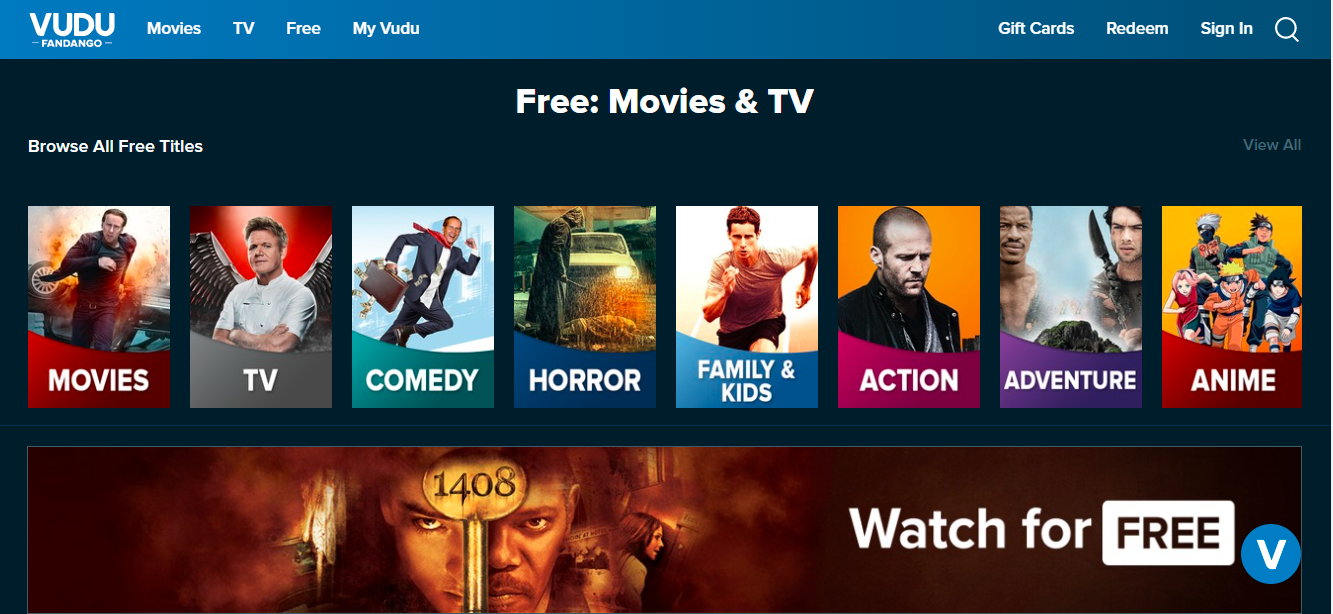 VUDU
FANDANGO
Movies TV Free My Vudu Gift Cards Redeem Sign In
Free: Movies & TV
Browse All Free Titles View All
MOVIES
TV
COMEDY
HORROR
FAMILY &
KIDS
ACTION
ADVENTURE
ANIME
1408
Watch for FREE
V